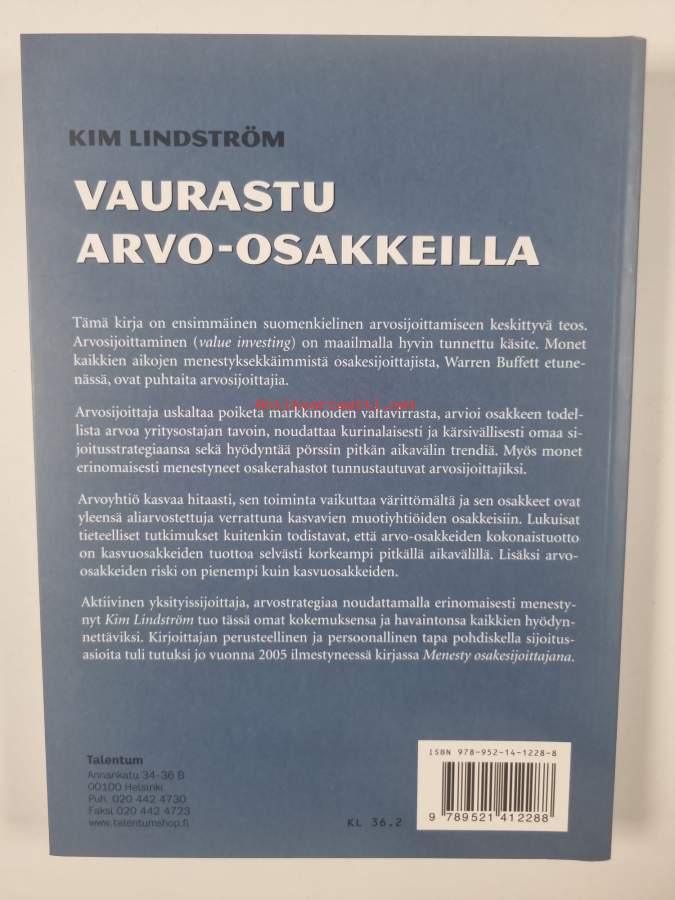 KIM LINDSTRÖM
VAURASTU
ARVO-OSAKKEILLA
Tämä kirja on ensimmäinen suomenkielinen arvosijoittamiseen keskittyvä teos.
Arvosijoittaminen (value investing) on maailmalla hyvin tunnettu käsite. Monet
kaikkien aikojen menestyksekkäimmistä osakesijoittajista, Warren Buffett etune-
nässä, ovat puhtaita arvosijoittajia.
Antikvariaatti.net
Arvosijoittaja uskaltaa poiketa markkinoiden valtavirrasta, arvioi osakkeen todel-
lista arvoa yritysostajan tavoin, noudattaa kurinalaisesti ja kärsivällisesti omaa si-
joitusstrategiaansa sekä hyödyntää pörssin pitkän aikavälin trendiä. Myös monet
erinomaisesti menestyneet osakerahastot tunnustautuvat arvosijoittajiksi.
Arvoyhtiö kasvaa hitaasti, sen toiminta vaikuttaa värittömältä ja sen osakkeet ovat
yleensä aliarvostettuja verrattuna kasvavien muotiyhtiöiden osakkeisiin. Lukuisat
tieteelliset tutkimukset kuitenkin todistavat, että arvo-osakkeiden kokonaistuotto
on kasvuosakkeiden tuottoa selvästi korkeampi pitkällä aikavälillä. Lisäksi arvo-
osakkeiden riski on pienempi kuin kasvuosakkeiden.
Aktiivinen yksityissijoittaja, arvostrategiaa noudattamalla erinomaisesti menesty-
nyt Kim Lindström tuo tässä omat kokemuksensa ja havaintonsa kaikkien hyödyn-
nettäviksi. Kirjoittajan perusteellinen ja persoonallinen tapa pohdiskella sijoitus-
asioita tuli tutuksi jo vuonna 2005 ilmestyneessä kirjassa Menesty osakesijoittajana.
Talentum
Annankatu 34-36 B
00100 Helsinki
Puh. 020 442 4730
Faksi 020 442 4723
www.talentumshop.fi
KL 36.2
ISBN 978-952-14-1228-8
9 789521 412288